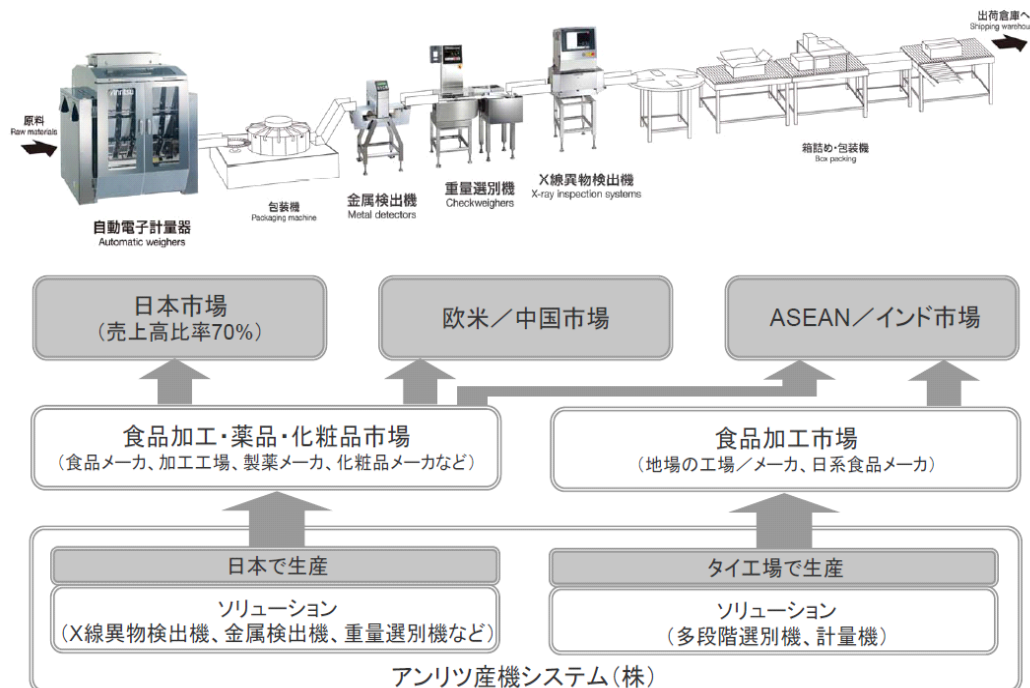 出荷倉庫へ
Shipping warehou
Anritsu
原料
Raw materials
箱詰め・包装機
Box packing
X線異物検出機
X-ray inspection systems
重量選別機
Checkweighers
金属検出機
Metal detectors
包装機
Packaging machine
自動電子計量器
Automatic weighers
日本市場
(売上高比率70%)
欧米/中国市場
ASEAN/インド市場
食品加工・薬品・化粧品市場
(食品メーカ、加工工場、製薬メーカ、化粧品メーカなど)
食品加工市場
(地場の工場/メーカ、日系食品メーカ)
日本で生産
ソリューション
(X線異物検出機、金属検出機、重量選別機など)
タイ工場で生産
ソリューション
(多段階選別機、計量機)
アンリツ産機システム(株)